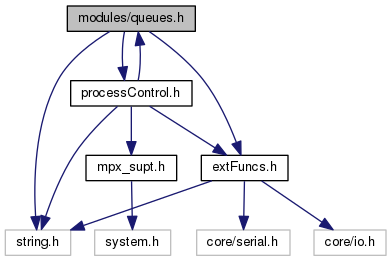 modules/queues.h
processControl.h
mpx_supt.h
extFuncs.h
string.h
system.h
core/serial.h
core/io.h